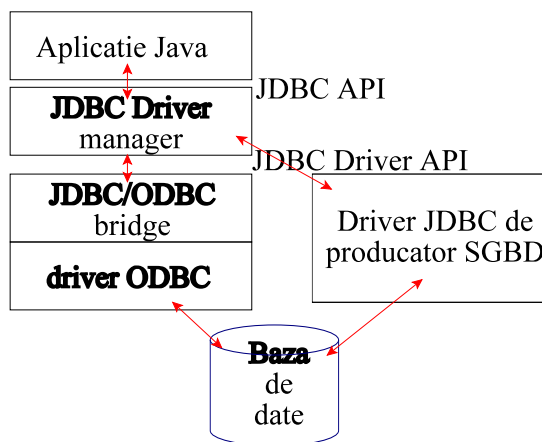 Aplicatie Java
JDBC API
JDBC Driver
manager
JDBC Driver API
JDBC/ODBC
bridge
Driver JDBC de
producator SGBD
driver ODBC
Baza
de
date